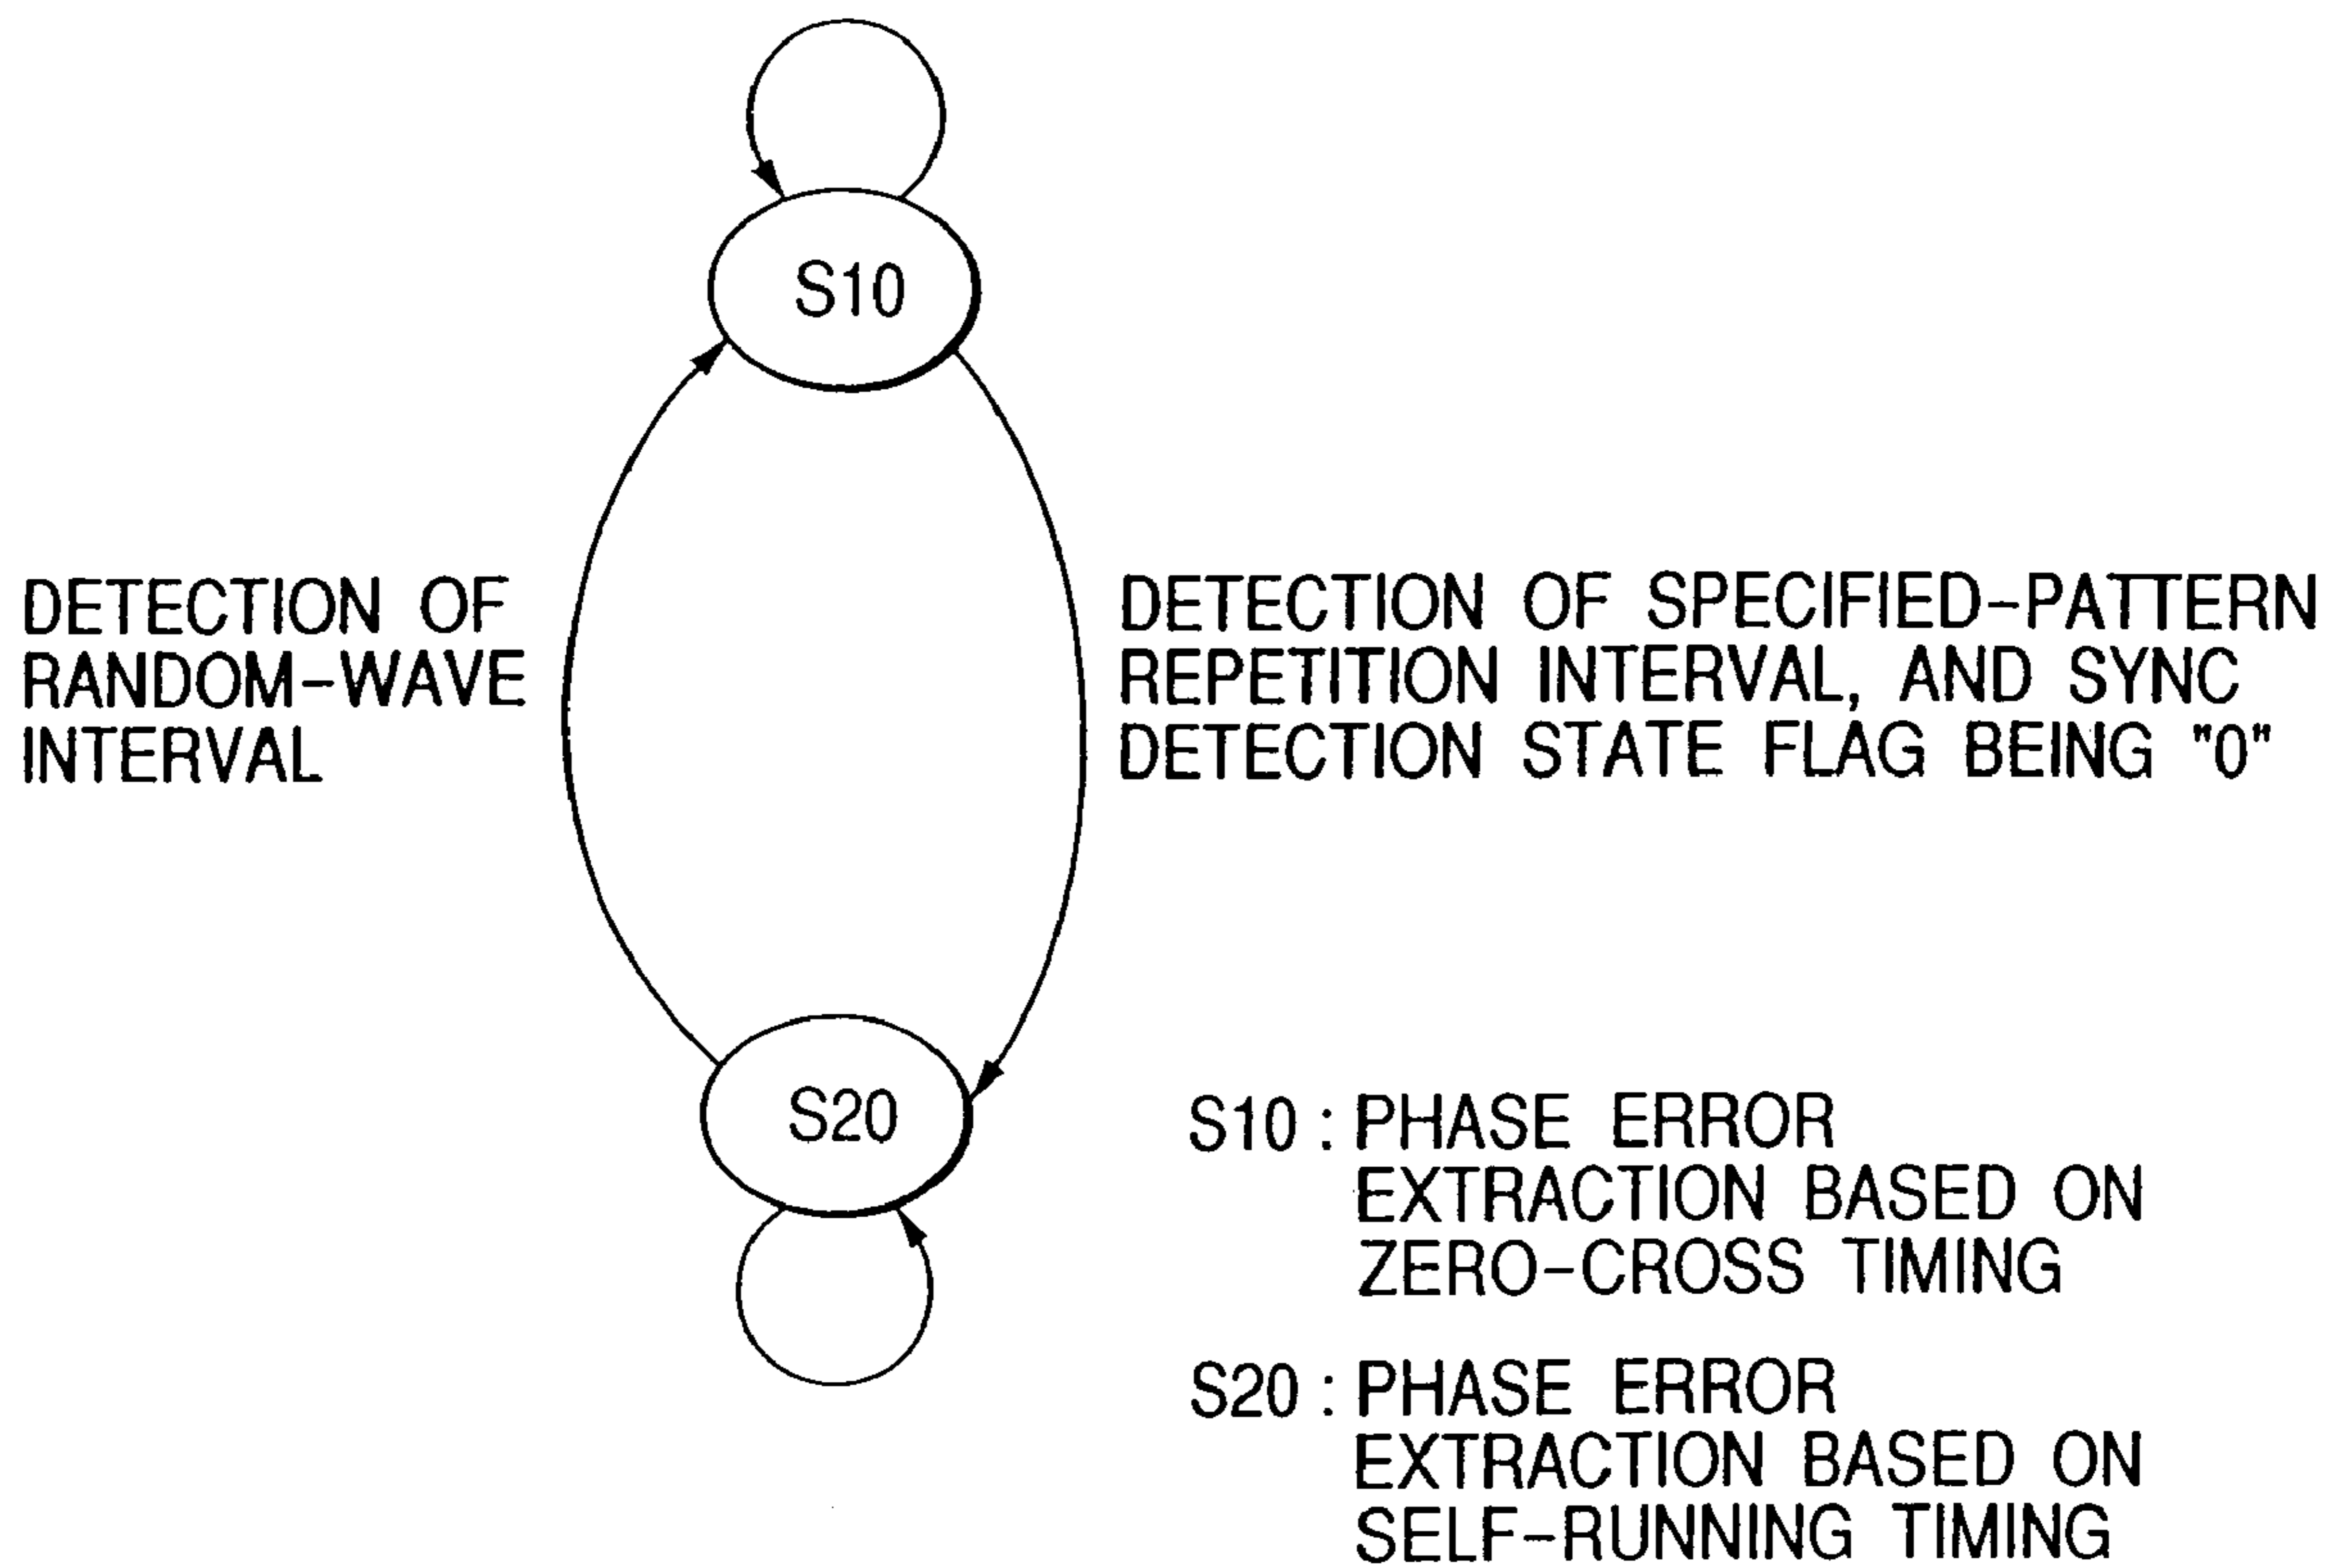 S10
DETECTION OF
RANDOM-WAVE
INTERVAL
DETECTION OF SPECIFIED-PATTERN
REPETITION INTERVAL, AND SYNC
DETECTION STATE FLAG BEING "0"
S20
S10 : PHASE ERROR
EXTRACTION BASED ON
ZERO-CROSS TIMING
S20 : PHASE ERROR
EXTRACTION BASED ON
SELF-RUNNING TIMING